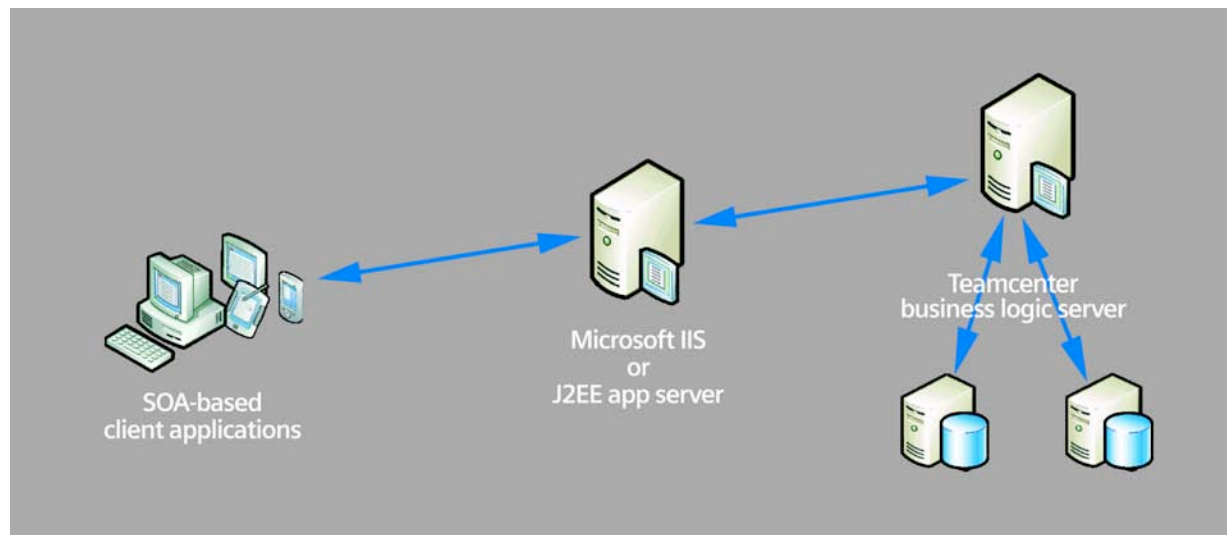 SOA-based
client applications
Microsoft IIS
or
J2EE app server
Teamcenter
business logic server